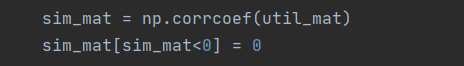 sim_mat = np.corrcoef(util_mat)
sim_mat[sim_mat<0] = 0